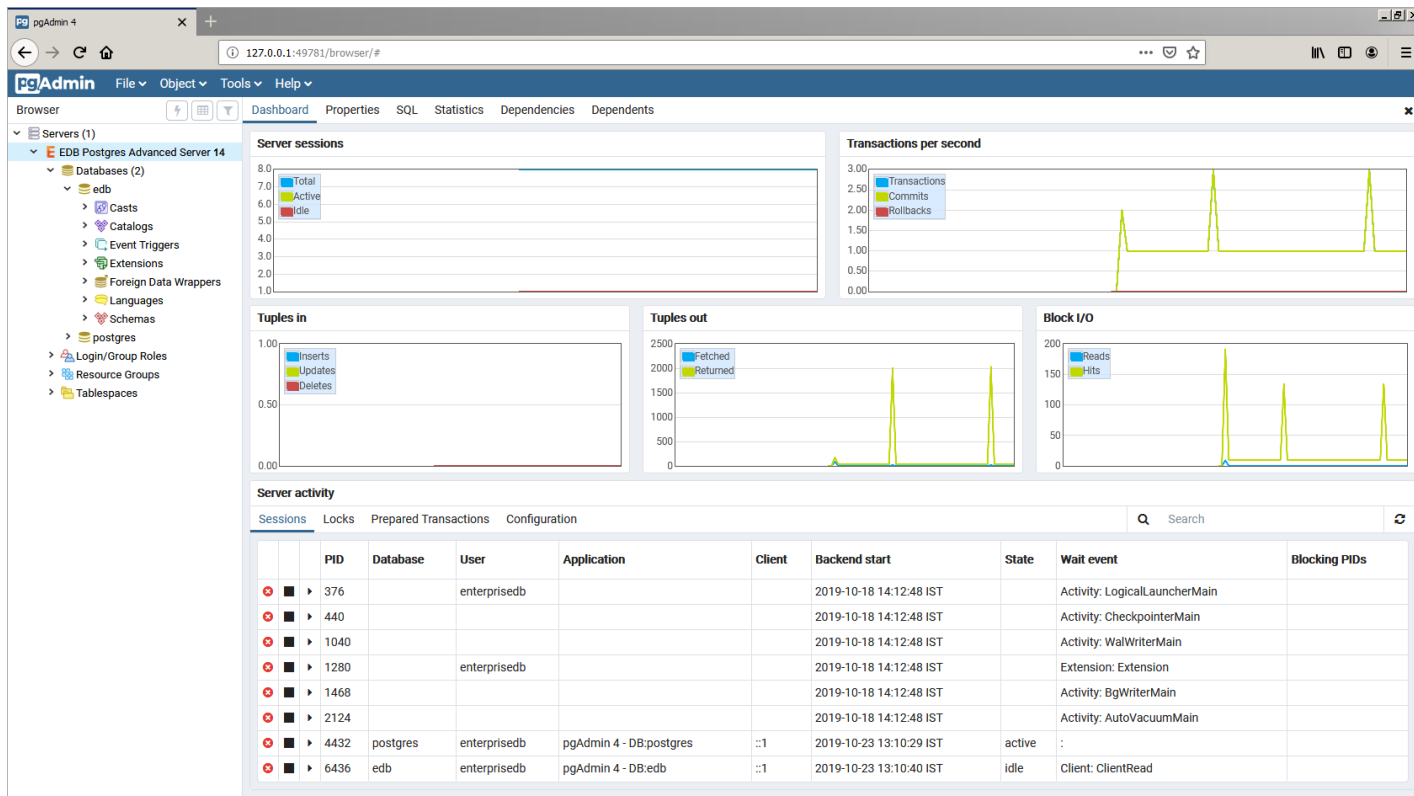 pgAdmin 4
127.0.0.1:49781/browser/#
pgAdmin File Object Tools Help
Browser
Dashboard Properties SQL Statistics Dependencies Dependents
Servers (1)
EDB Postgres Advanced Server 14
Databases (2)
edb
Casts
Catalogs
Event Triggers
Extensions
Foreign Data Wrappers
Languages
Schemas
postgres
Login/Group Roles
Resource Groups
Tablespaces
Server sessions
8.0
7.0
6.0
5.0
4.0
3.0
2.0
1.0
Total
Active
Idle
Transactions per second
3.00
2.50
2.00
1.50
1.00
0.50
0.00
Transactions
Commits
Rollbacks
Tuples in
1.00
0.50
0.00
Inserts
Updates
Deletes
Tuples out
2500
2000
1500
1000
500
0
Fetched
Returned
Block I/O
200
150
100
50
0
Reads
Hits
Server activity
Sessions Locks Prepared Transactions Configuration Search
PID Database User Application Client Backend start State Wait event Blocking PIDs
376 enterprisedb 2019-10-18 14:12:48 IST Activity: LogicalLauncherMain
440 2019-10-18 14:12:48 IST Activity: CheckpointerMain
1040 2019-10-18 14:12:48 IST Activity: WalWriterMain
1280 enterprisedb 2019-10-18 14:12:48 IST Extension: Extension
1468 2019-10-18 14:12:48 IST Activity: BgWriterMain
2124 2019-10-18 14:12:48 IST Activity: AutoVacuumMain
4432 postgres enterprisedb pgAdmin 4 - DB:postgres ::1 2019-10-23 13:10:29 IST active :
6436 edb enterprisedb pgAdmin 4 - DB:edb ::1 2019-10-23 13:10:40 IST idle Client: ClientRead